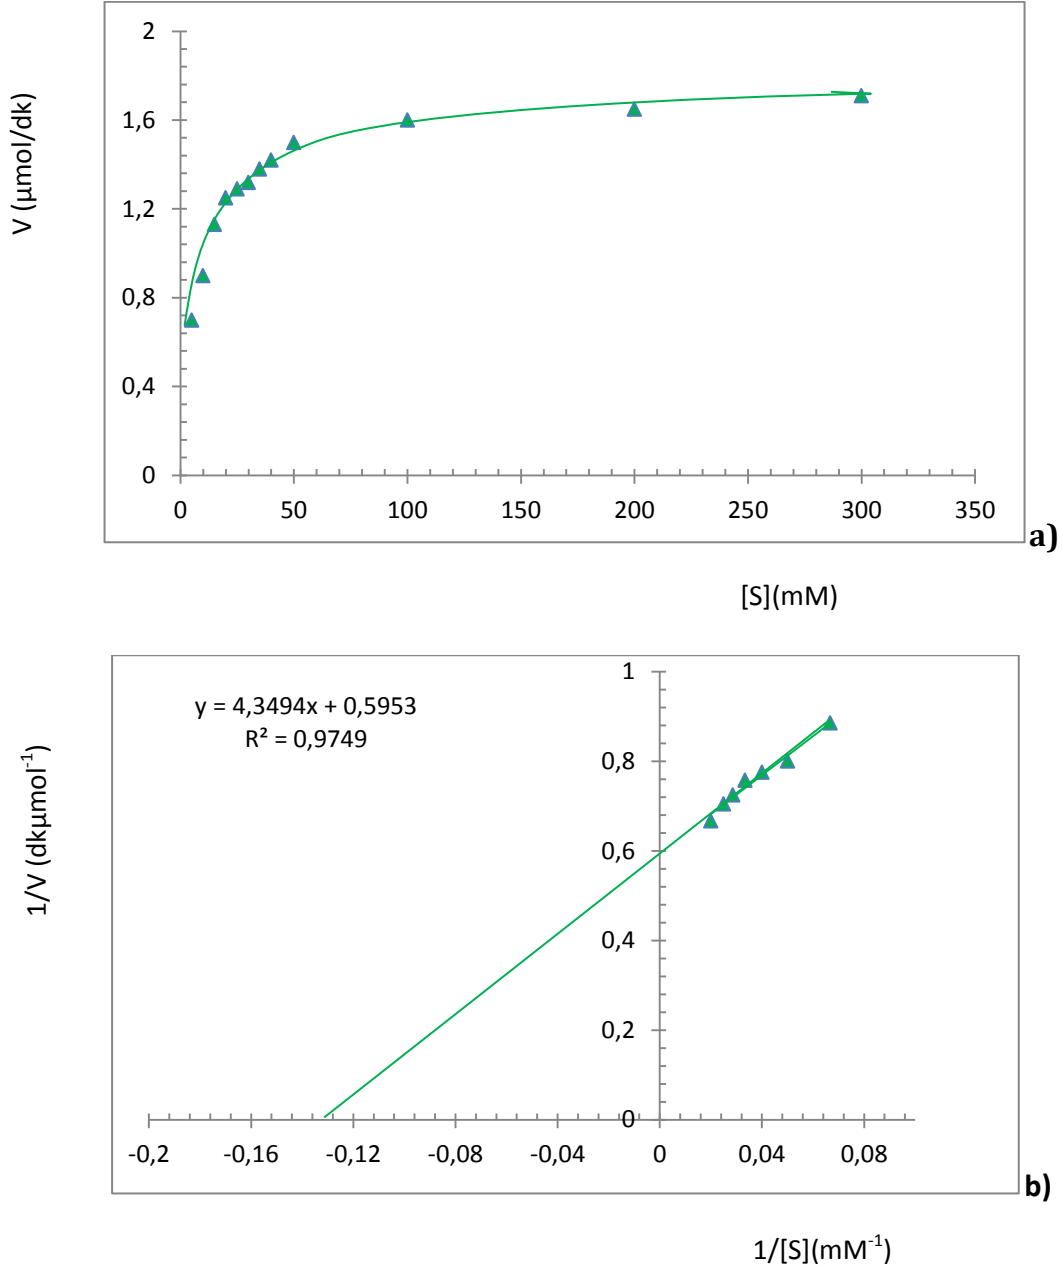 2
1,6
1,2
0,8
0,4
0
0 50 100 150 200 250 300 350
V (µmol/dk)
[S](mM)
a)
y = 4,3494x + 0,5953
R² = 0,9749
1
0,8
0,6
0,4
0,2
0
-0,2 -0,16 -0,12 -0,08 -0,04 0 0,04 0,08
1/V (dkµmol⁻¹)
b)
1/[S](mM⁻¹)